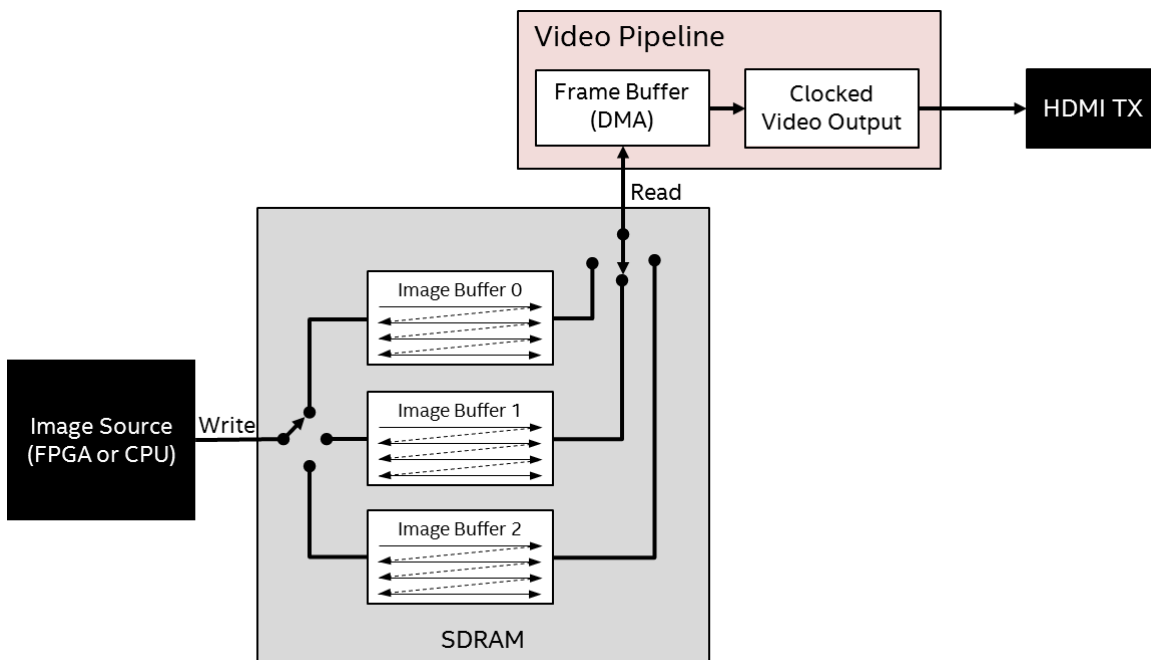 Video Pipeline
Frame Buffer
(DMA)
Clocked
Video Output
HDMI TX
Read
Image Buffer 0
Image Source
(FPGA or CPU)
Write
Image Buffer 1
Image Buffer 2
SDRAM